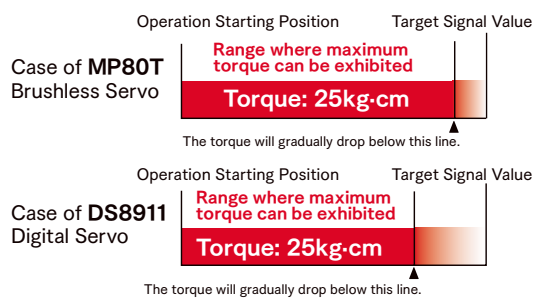 Operation Starting Position Target Signal Value
Range where maximum
torque can be exhibited
Case of MP80T
Brushless Servo
Torque: 25kg·cm
The torque will gradually drop below this line.
Operation Starting Position Target Signal Value
Range where maximum
torque can be exhibited
Case of DS8911
Digital Servo
Torque: 25kg·cm
The torque will gradually drop below this line.